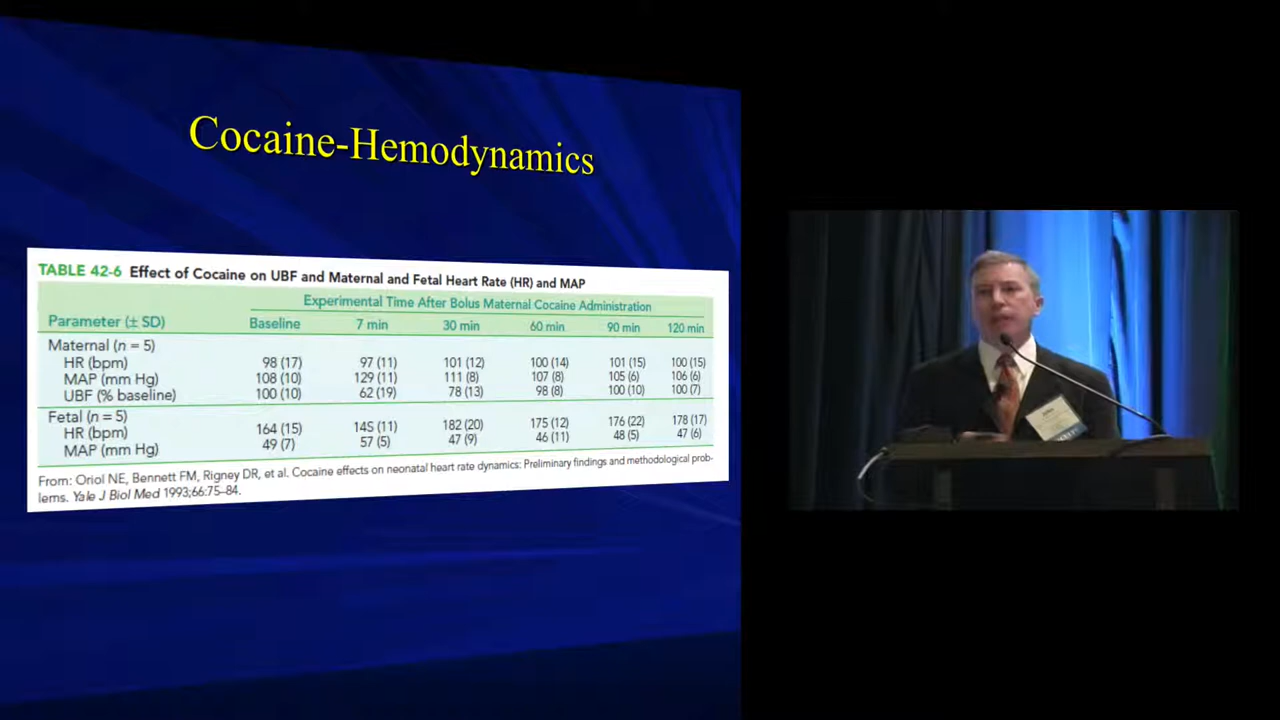 Cocaine-Hemodynamics
TABLE 42-6 Effect of Cocaine on UBF and Maternal and Fetal Heart Rate (HR) and MAP
Experimental Time After Bolus Maternal Cocaine Administration
Parameter (± SD) Baseline 7 min 30 min 60 min 90 min 120 min
Maternal (n = 5)
HR (bpm) 98 (17) 97 (11) 101 (12) 100 (14) 101 (15) 100 (15)
MAP (mm Hg) 108 (10) 129 (11) 111 (8) 107 (8) 105 (6) 106 (6)
UBF (% baseline) 100 (10) 62 (19) 78 (13) 98 (8) 100 (10) 100 (7)
Fetal (n = 5)
HR (bpm) 164 (15) 145 (11) 182 (20) 175 (12) 176 (22) 178 (17)
MAP (mm Hg) 49 (7) 57 (5) 47 (9) 46 (11) 48 (5) 47 (6)
From: Oriol NE, Bennett FM, Rigney DR, et al. Cocaine effects on neonatal heart rate dynamics: Preliminary findings and methodological prob-
lems. Yale J Biol Med 1993;66:75–84.